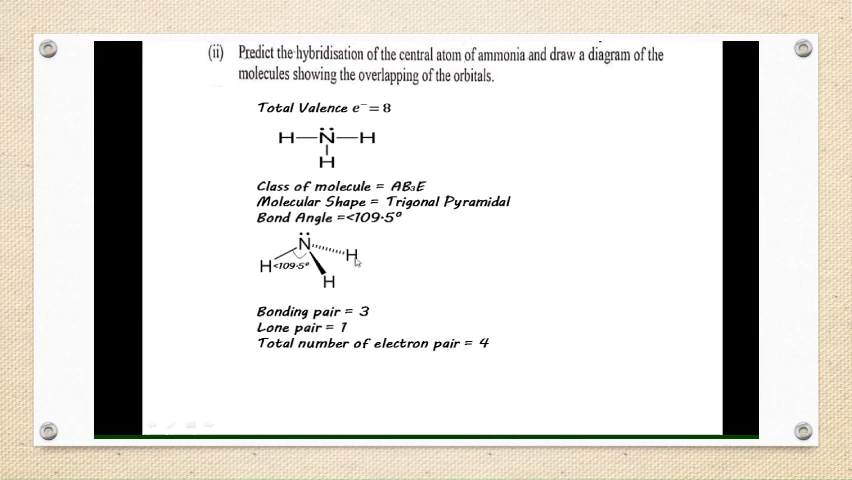 (ii) Predict the hybridisation of the central atom of ammonia and draw a diagram of the
molecules showing the overlapping of the orbitals.
Total Valence e⁻ = 8
H—N—H
H
Class of molecule = AB₃E
Molecular Shape = Trigonal Pyramidal
Bond Angle =<109.5°
N
H
H <109.5°
H
Bonding pair = 3
Lone pair = 1
Total number of electron pair = 4